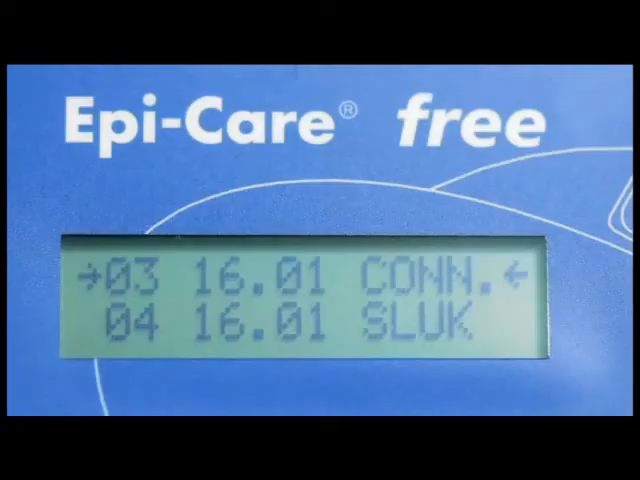 Epi-Care® free
→03 16.01 CONN.←
04 16.01 SLUK